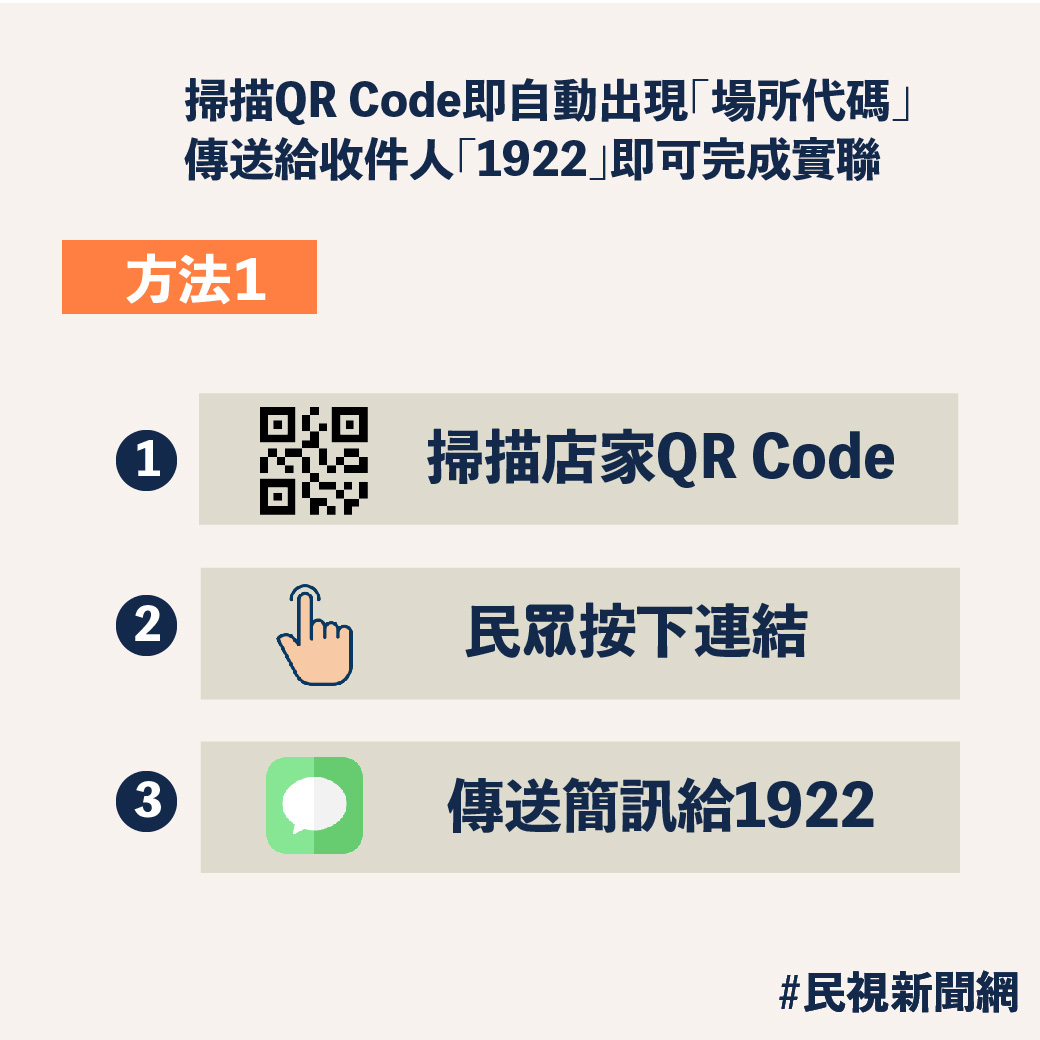 掃描QR Code即自動出現「場所代碼」
傳送給收件人「1922」即可完成實聯
方法1
1 掃描店家QR Code
2 民眾按下連結
3 傳送簡訊給1922
#民視新聞網